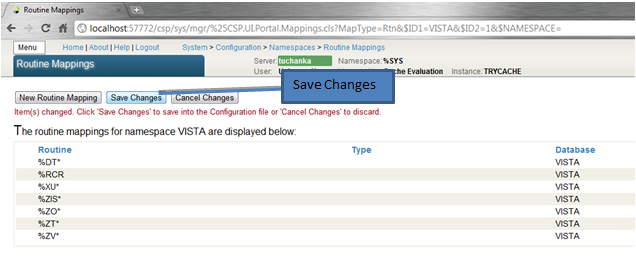 Routine Mappings
localhost:57772/csp/sys/mgr/%25CSP.UI.Portal.Mappings.cls?MapType=Rtn&$ID1=VISTA&$ID2=1&$NAMESPACE=
Menu Home | About | Help | Logout System > Configuration > Namespaces > Routine Mappings
Routine Mappings
Server: tuchanka Namespace: %SYS
User: Evaluation Instance: TRYCACHE
Save Changes
New Routine Mapping Save Changes Cancel Changes
Item(s) changed. Click 'Save Changes' to save into the Configuration file or 'Cancel Changes' to discard.
The routine mappings for namespace VISTA are displayed below:
Routine Type Database
%DT* VISTA
%RCR VISTA
%XU* VISTA
%ZIS* VISTA
%ZO* VISTA
%ZT* VISTA
%ZV* VISTA